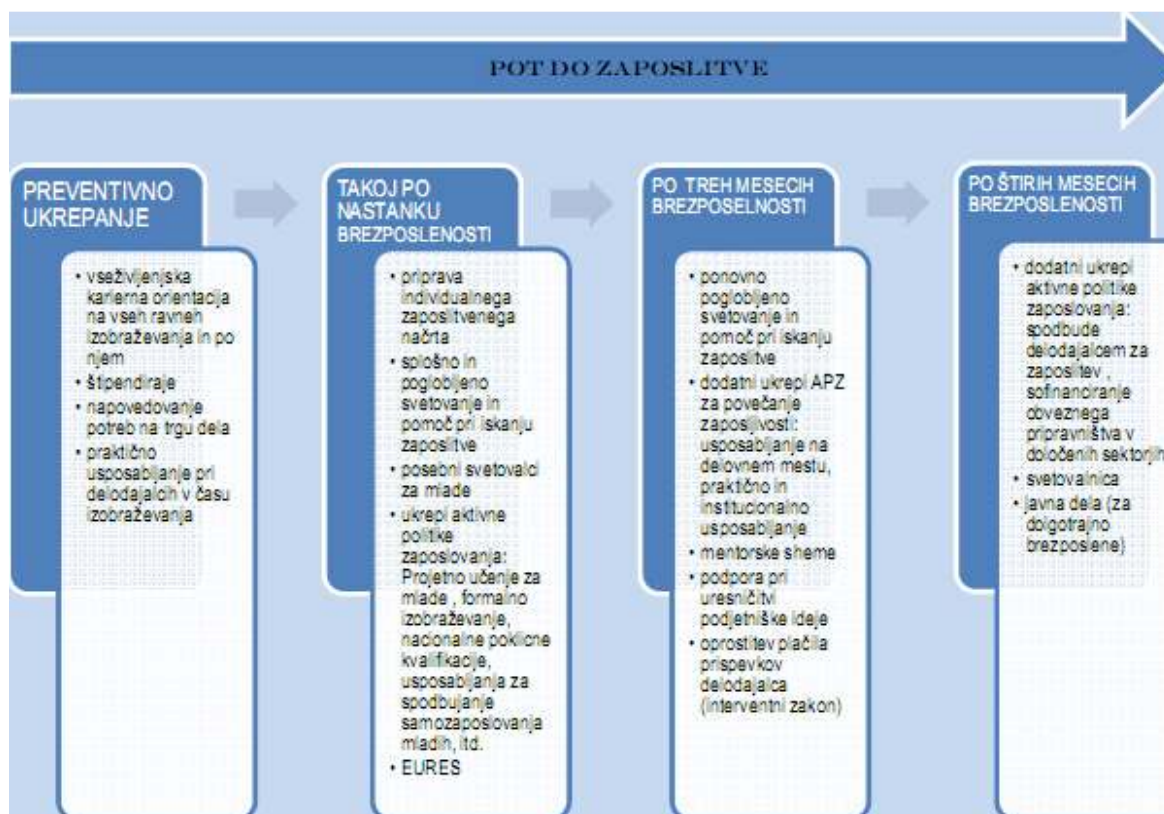 POT DO ZAPOSLITVE
PREVENTIVNO
UKREPANJE
• vseživljenjska
karierna orientacija
na vseh ravneh
izobraževanja in po
njem
• štipendiraje
• napovedovanje
potreb na trgu dela
• praktično
usposabljanje pri
delodajalcih v času
izobraževanja
TAKOJ PO
NASTANKU
BREZPOSLENOSTI
• priprava
individualnega
zaposlitvenega
načrta
• splošno in
poglobljeno
svetovanje in
pomoč pri iskanju
zaposlitve
• posebni svetovalci
za mlade
• ukrepi aktivne
politike
zaposlovanja:
Projetno učenje za
mlade , formalno
izobraževanje,
nacionalne poklicne
kvalifikacije,
usposabljanja za
spodbujanje
samozaposlovanja
mladih, itd.
• EURES
PO TREH MESECIH
BREZPOSELNOSTI
• ponovno
poglobljeno
svetovanje in
pomoč pri iskanju
zaposlitve
• dodatni ukrepi APZ
za povečanje
zaposljivosti:
usposabljanje na
delovnem mestu,
praktično in
institucionalno
usposabljanje
• mentorske sheme
• podpora pri
uresničitvi
podjetniške ideje
• oprostitev plačila
prispevkov
delodajalca
(interventni zakon)
PO ŠTIRIH MESECIH
BREZPOSLENOSTI
• dodatni ukrepi
aktivne politike
zaposlovanja:
spodbude
delodajalcem za
zaposlitev ,
sofinanciranje
obveznega
pripravništva v
določenih sektorjih
• svetovalnica
• javna dela (za
dolgotrajno
brezposlene)